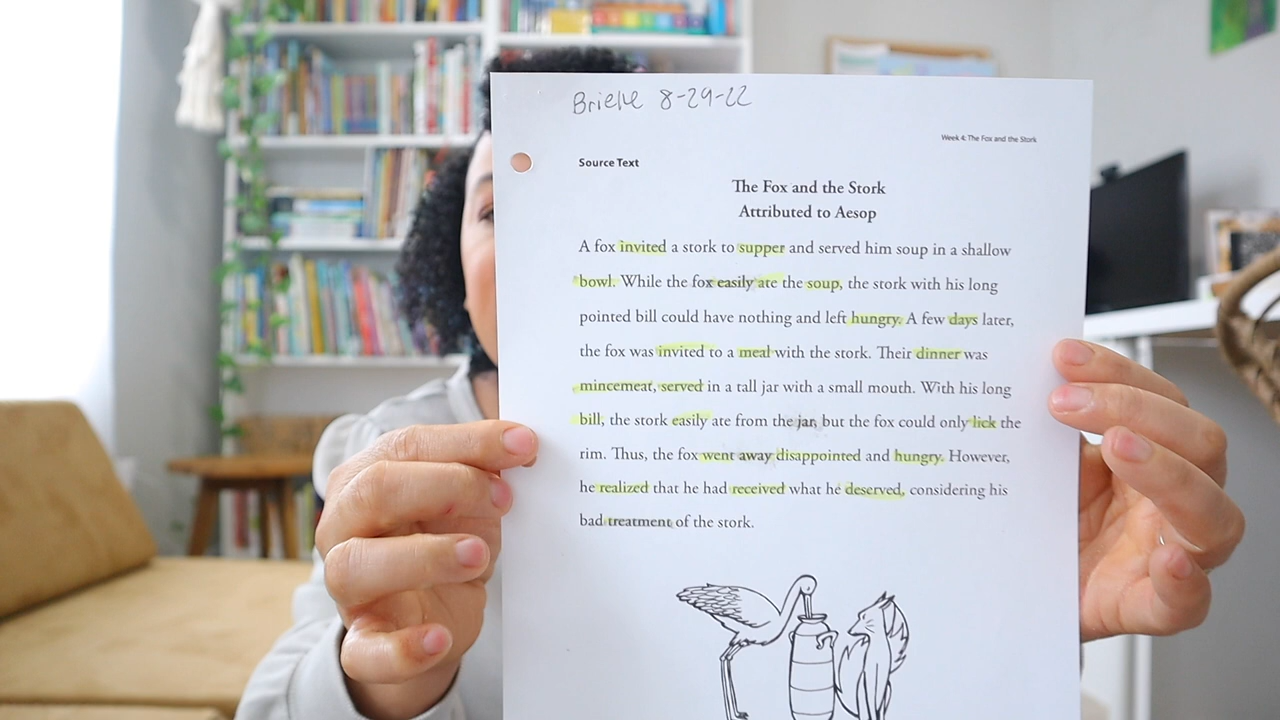 Brielle 8-29-22
Week 4: The Fox and the Stork
Source Text
The Fox and the Stork
Attributed to Aesop
A fox invited a stork to supper and served him soup in a shallow
bowl. While the fox easily ate the soup, the stork with his long
pointed bill could have nothing and left hungry. A few days later,
the fox was invited to a meal with the stork. Their dinner was
mincemeat, served in a tall jar with a small mouth. With his long
bill, the stork easily ate from the jar, but the fox could only lick the
rim. Thus, the fox went away disappointed and hungry. However,
he realized that he had received what he deserved, considering his
bad treatment of the stork.